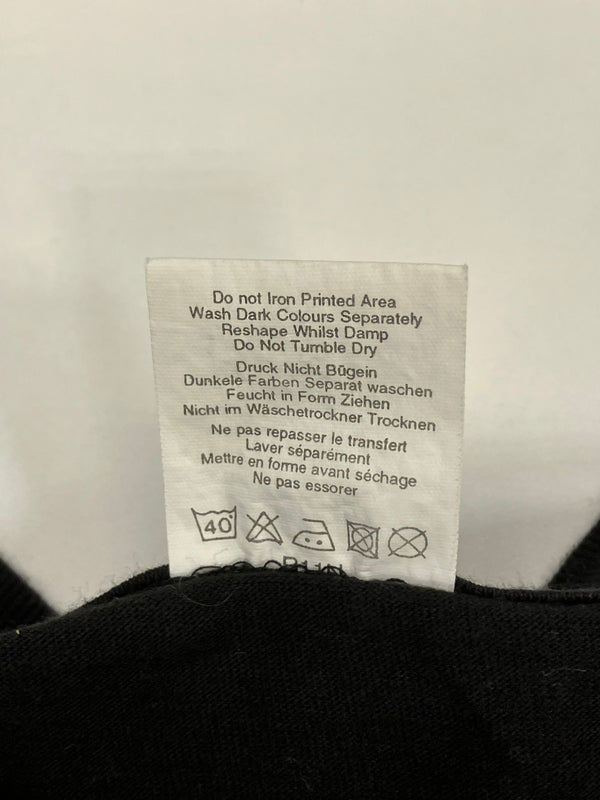 Do not Iron Printed Area
Wash Dark Colours Separately
Reshape Whilst Damp
Do Not Tumble Dry
Druck Nicht Bügein
Dunkele Farben Separat waschen
Feucht in Form Ziehen
Nicht im Wäschetrockner Trocknen
Ne pas repasser le transfert
Laver séparément
Mettre en forme avant séchage
Ne pas essorer
40